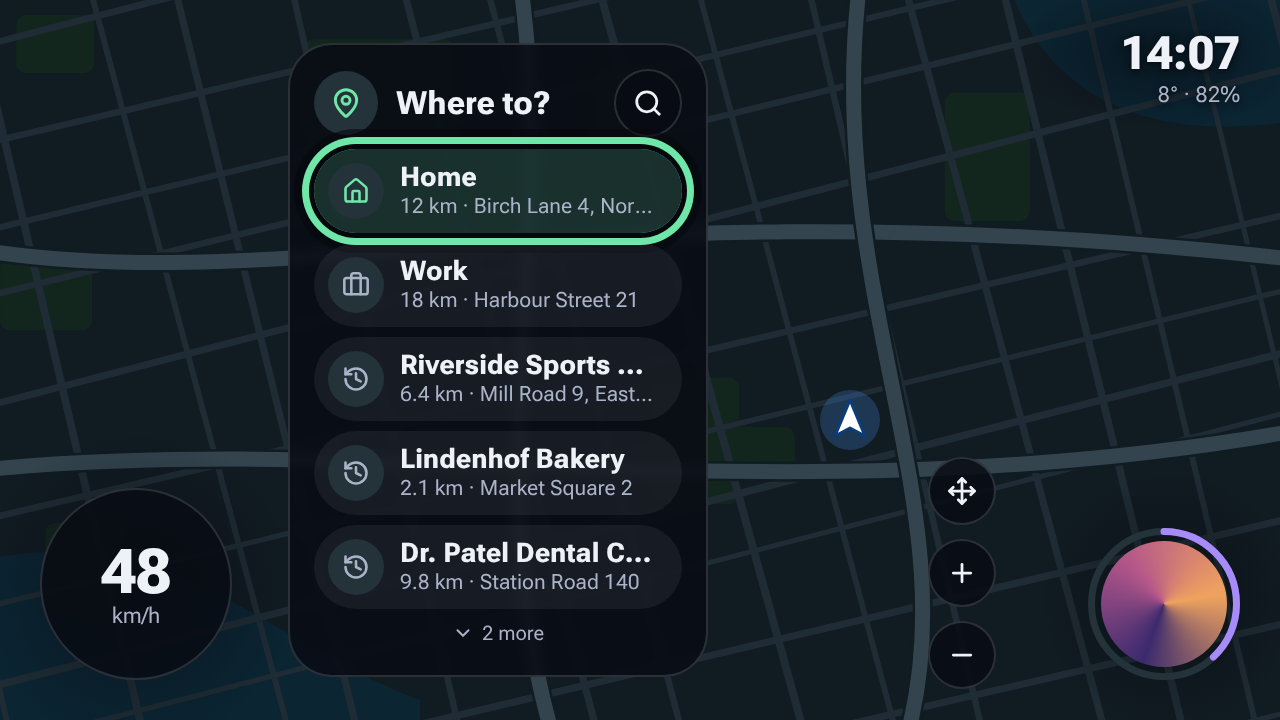 Where to?
14:07
8° · 82%
Home
12 km · Birch Lane 4, Nor...
Work
18 km · Harbour Street 21
Riverside Sports ...
6.4 km · Mill Road 9, East...
Lindenhof Bakery
2.1 km · Market Square 2
Dr. Patel Dental C...
9.8 km · Station Road 140
2 more
48
km/h